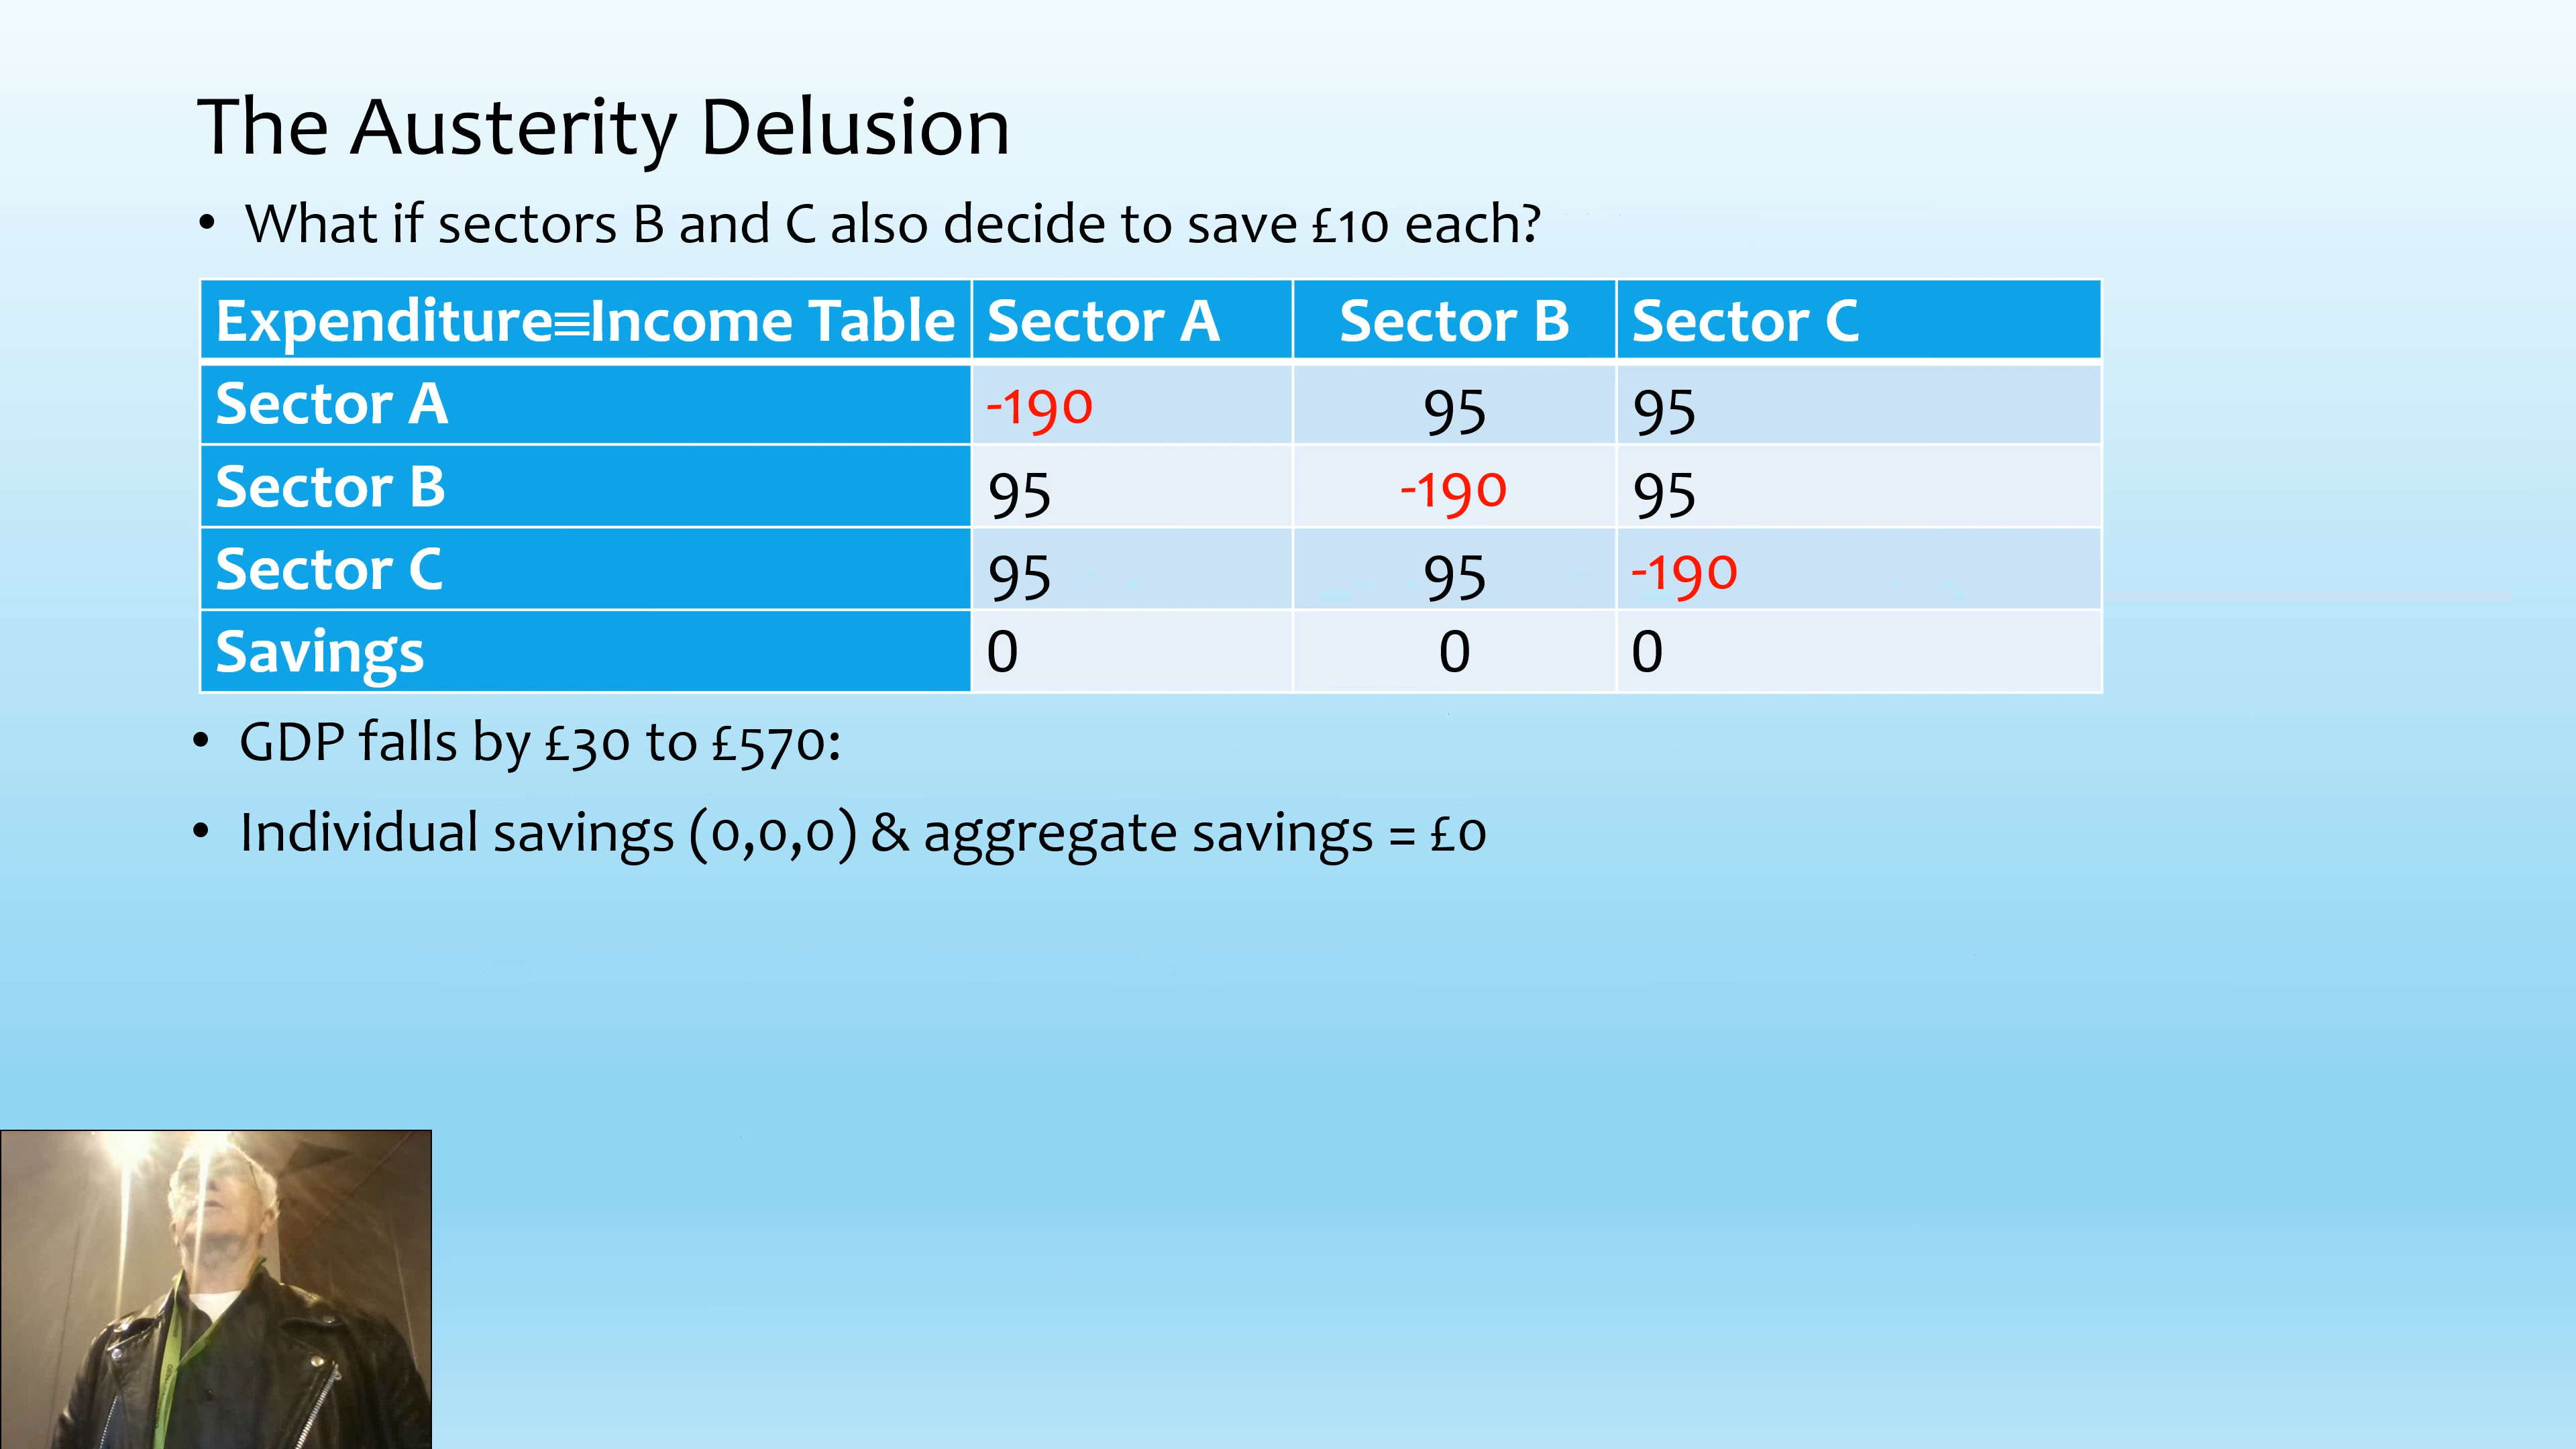 The Austerity Delusion
• What if sectors B and C also decide to save £10 each?
Expenditure≡Income Table Sector A Sector B Sector C
Sector A -190 95 95
Sector B 95 -190 95
Sector C 95 95 -190
Savings 0 0 0
• GDP falls by £30 to £570:
• Individual savings (0,0,0) & aggregate savings = £0